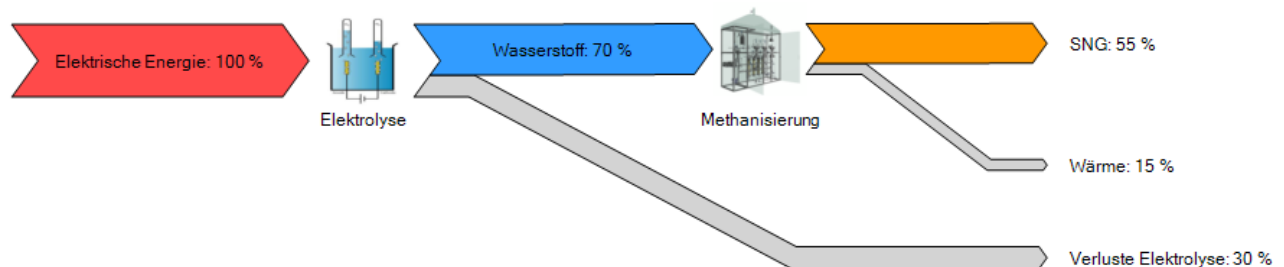 Elektrische Energie: 100 %
Elektrolyse
Wasserstoff: 70 %
Methanisierung
SNG: 55 %
Wärme: 15 %
Verluste Elektrolyse: 30 %